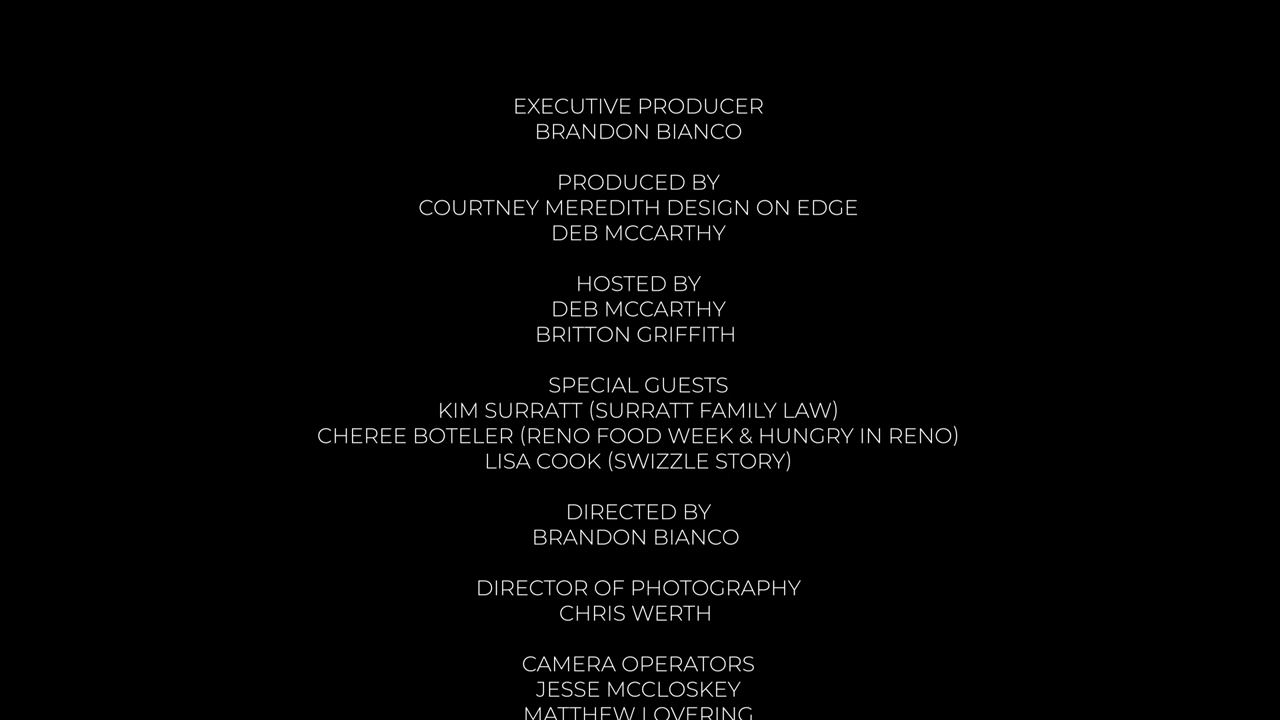 EXECUTIVE PRODUCER
BRANDON BIANCO
PRODUCED BY
COURTNEY MEREDITH DESIGN ON EDGE
DEB MCCARTHY
HOSTED BY
DEB MCCARTHY
BRITTON GRIFFITH
SPECIAL GUESTS
KIM SURRATT (SURRATT FAMILY LAW)
CHEREE BOTELER (RENO FOOD WEEK & HUNGRY IN RENO)
LISA COOK (SWIZZLE STORY)
DIRECTED BY
BRANDON BIANCO
DIRECTOR OF PHOTOGRAPHY
CHRIS WERTH
CAMERA OPERATORS
JESSE MCCLOSKEY
MATTHEW LOVERING